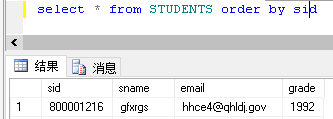 select * from STUDENTS order by sid
结果 消息
sid sname email grade
1 800001216 gfxrgs hhce4@qhldj.gov 1992